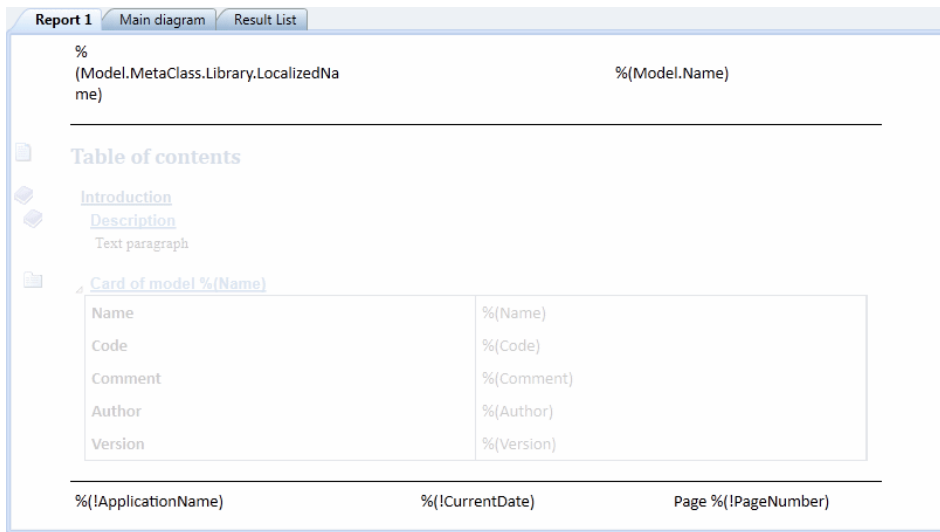 Report 1 Main diagram Result List
%
(Model.MetaClass.Library.LocalizedNa %(Model.Name)
me)
Table of contents
Introduction
Description
Text paragraph
Card of model %(Name)
Name %(Name)
Code %(Code)
Comment %(Comment)
Author %(Author)
Version %(Version)
%(!ApplicationName) %(!CurrentDate) Page %(!PageNumber)